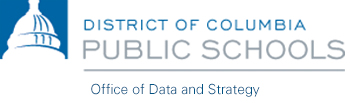 DISTRICT OF COLUMBIA
PUBLIC SCHOOLS
Office of Data and Strategy